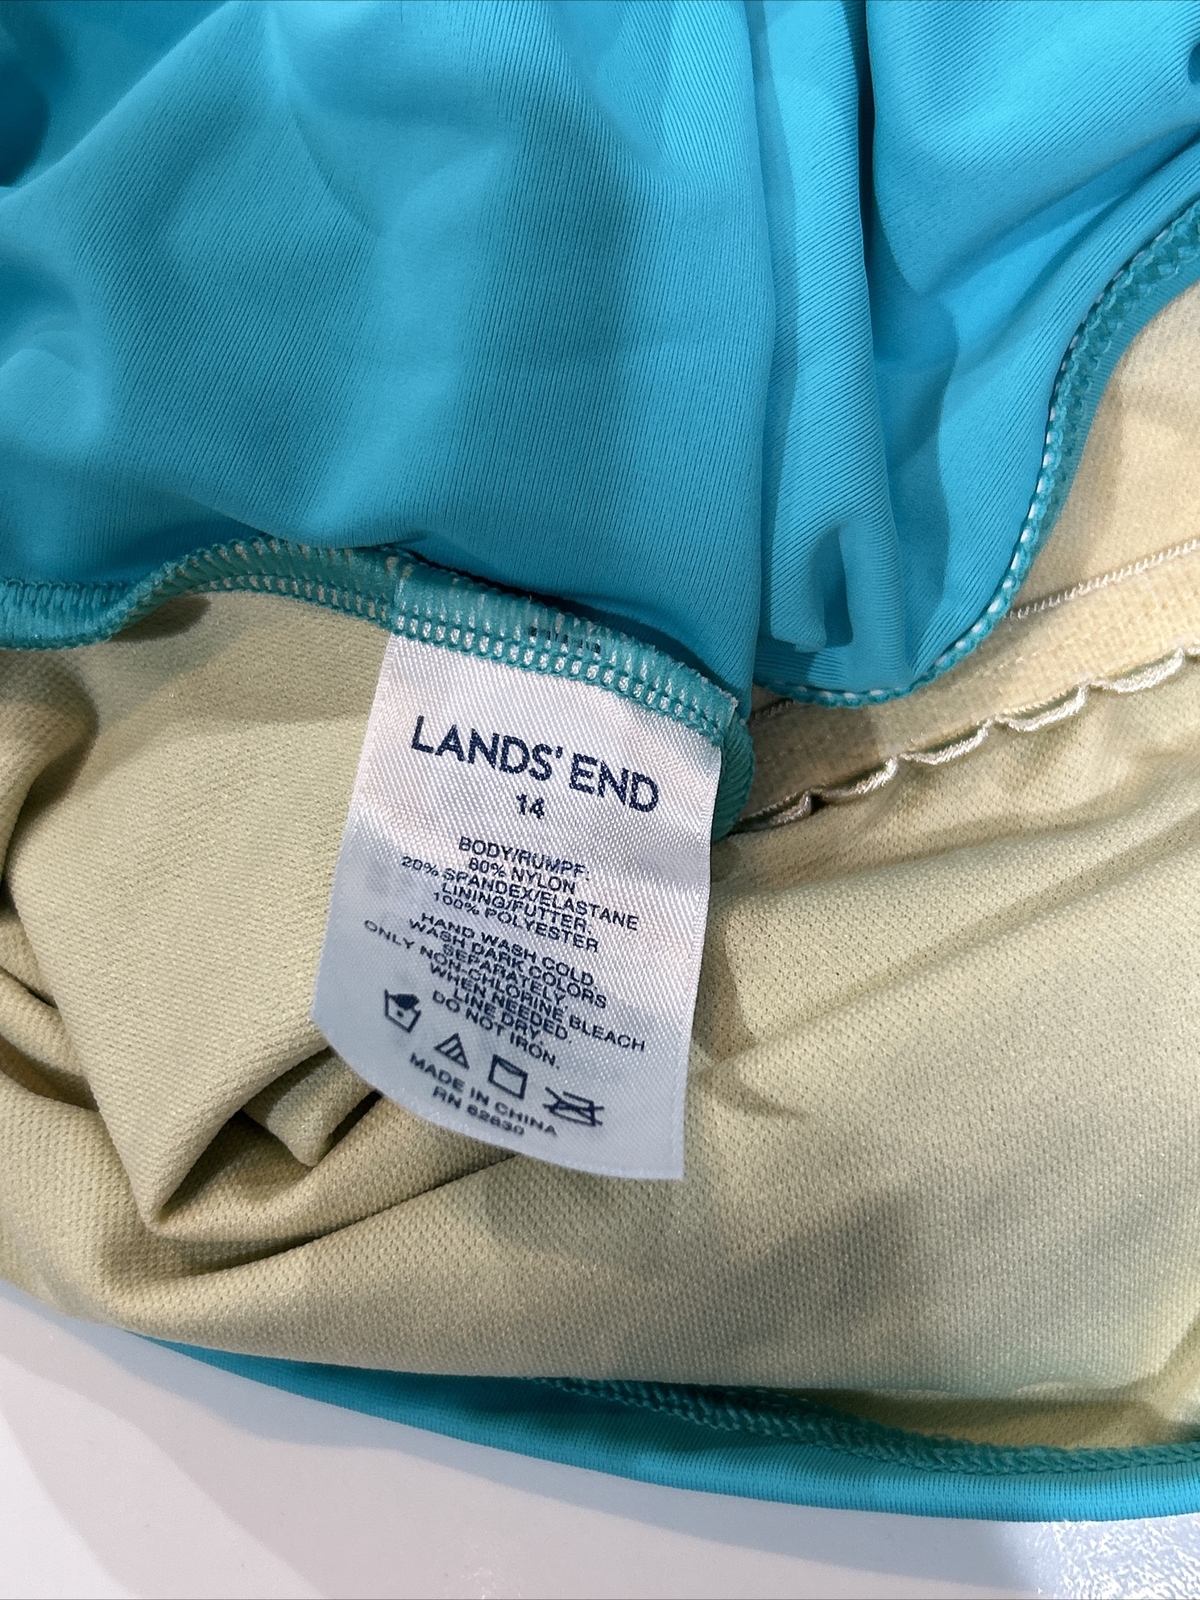 LANDS' END
14
BODY/RUMPF:
80% NYLON
20% SPANDEX/ELASTANE
LINING/FUTTER:
100% POLYESTER
HAND WASH COLD.
WASH DARK COLORS
SEPARATELY
ONLY NON-CHLORINE BLEACH
WHEN NEEDED.
LINE DRY.
DO NOT IRON.
MADE IN CHINA
RN 62830